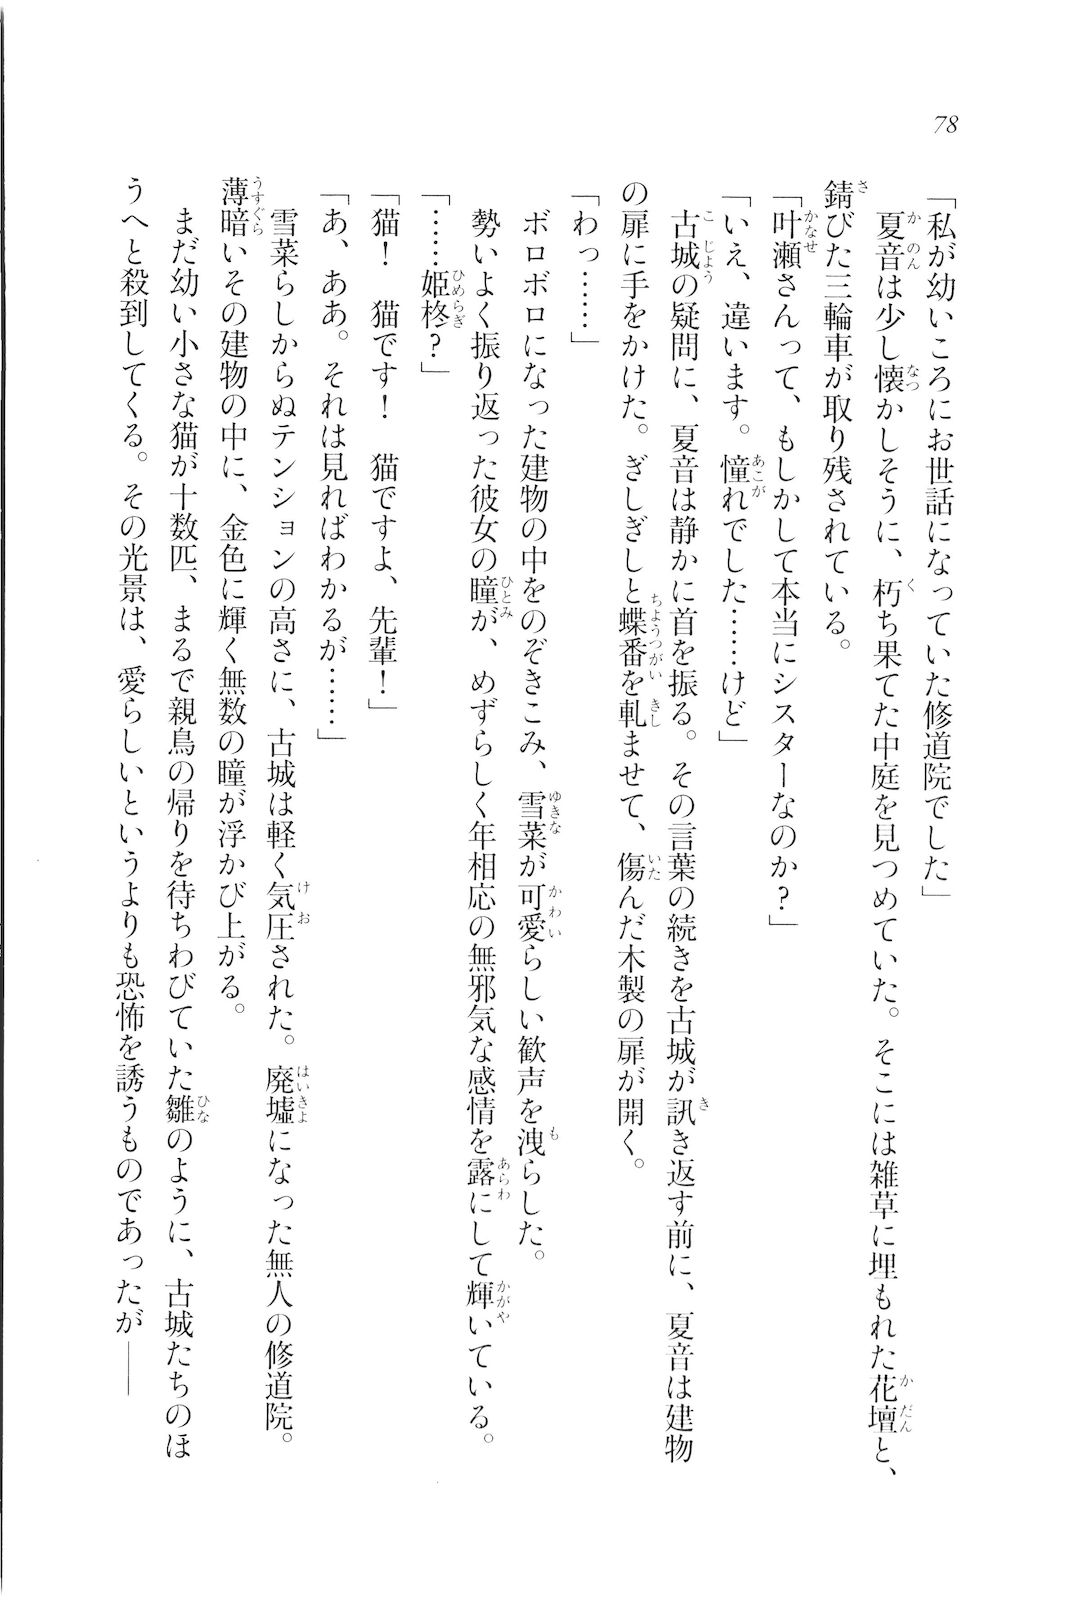 78
「私が幼いころにお世話になっていた修道院でした」
夏音は少し懐かしそうに、朽ち果てた中庭を見つめていた。そこには雑草に埋もれた花壇と、
錆びた三輪車が取り残されている。
「叶瀬さんって、もしかして本当にシスターなのか?」
「いえ、違います。憧れでした……けど」
古城の疑問に、夏音は静かに首を振る。その言葉の続きを古城が訊き返す前に、夏音は建物
の扉に手をかけた。ぎしぎしと蝶番を軋ませて、傷んだ木製の扉が開く。
「わっ……」
ボロボロになった建物の中をのぞきこみ、雪菜が可愛らしい歓声を洩らした。
勢いよく振り返った彼女の瞳が、めずらしく年相応の無邪気な感情を露にして輝いている。
「……姫柊?」
「猫! 猫です! 猫ですよ、先輩!」
「あ、ああ。それは見ればわかるが……」
雪菜らしからぬテンションの高さに、古城は軽く気圧された。廃墟になった無人の修道院。
薄暗いその建物の中に、金色に輝く無数の瞳が浮かび上がる。
まだ幼い小さな猫が十数匹、まるで親鳥の帰りを待ちわびていた雛のように、古城たちのほ
うへと殺到してくる。その光景は、愛らしいというよりも恐怖を誘うものであったが――